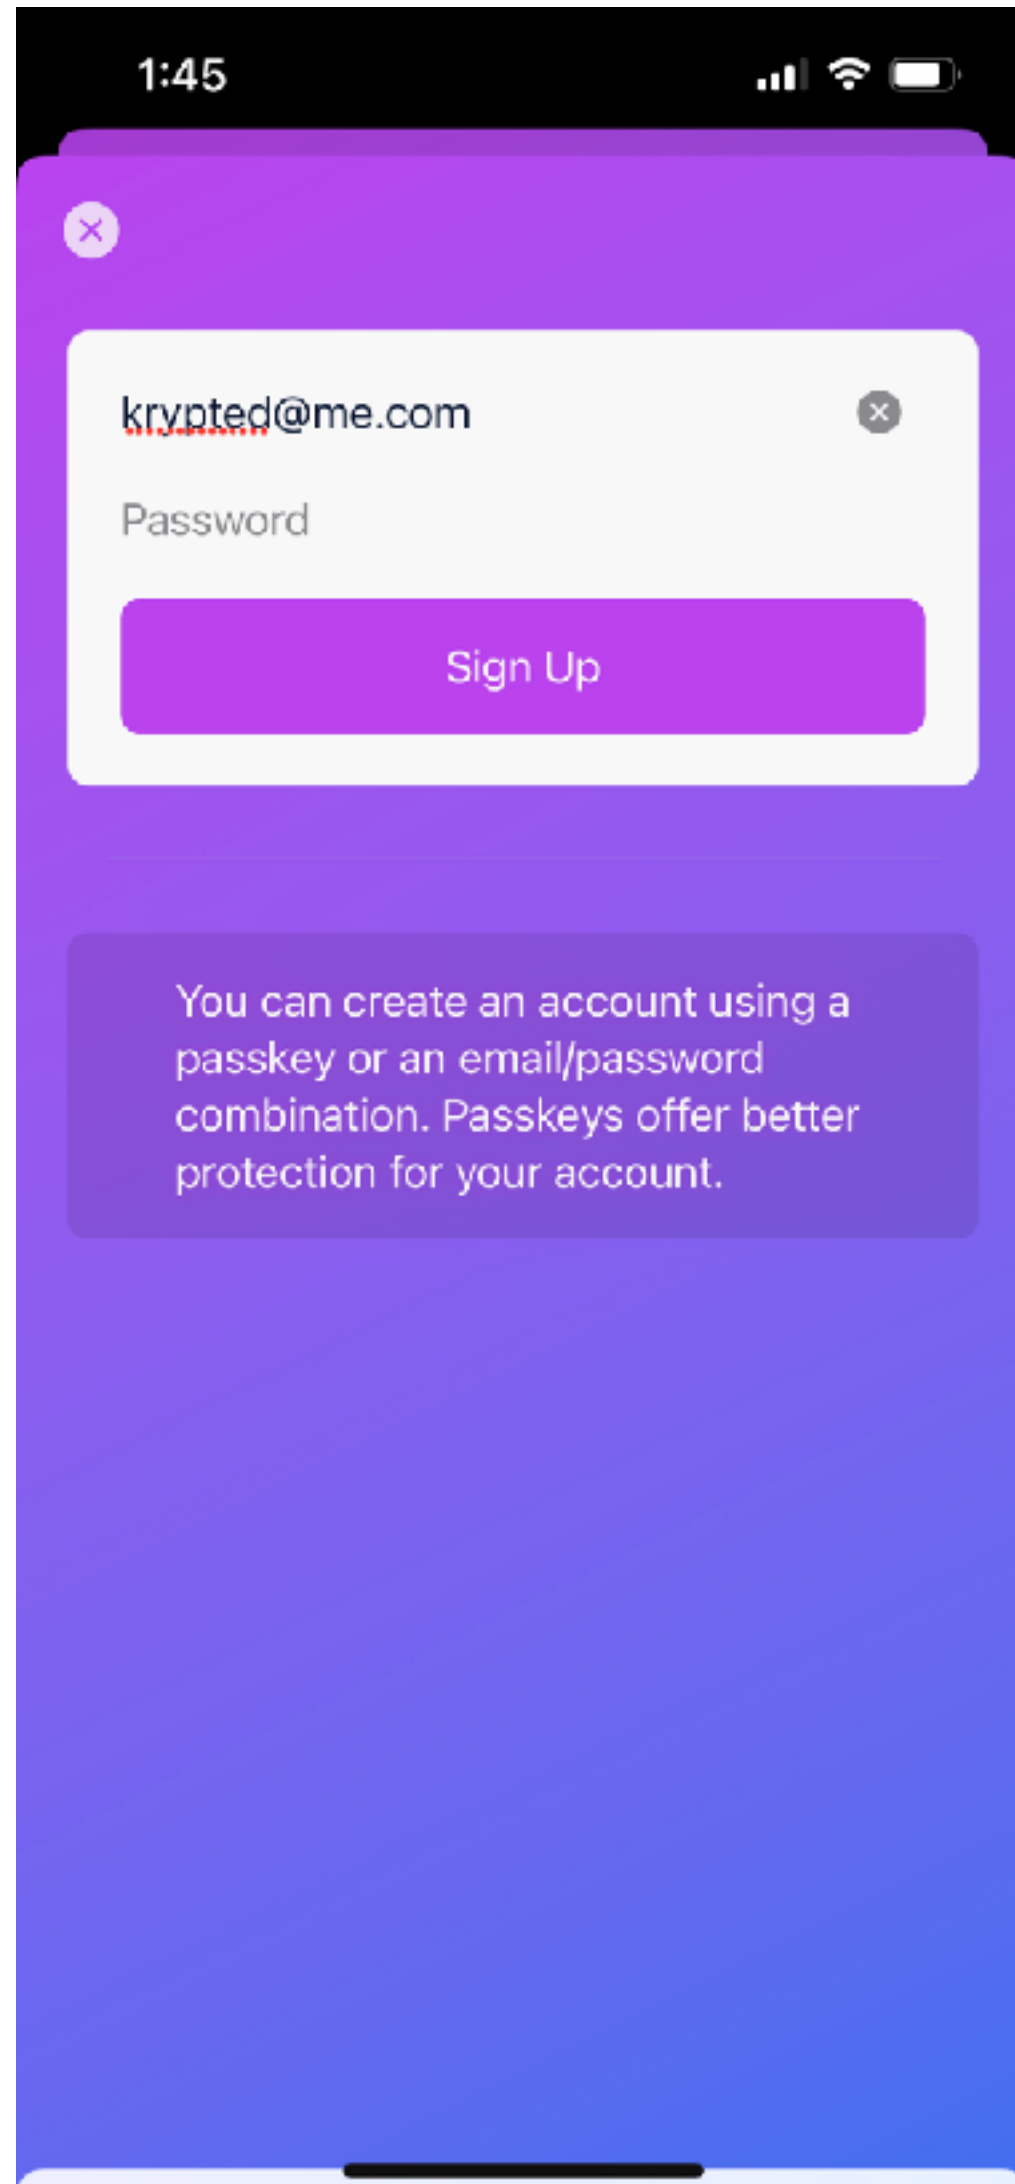 1:45
krypted@me.com
Password
Sign Up
You can create an account using a
passkey or an email/password
combination. Passkeys offer better
protection for your account.